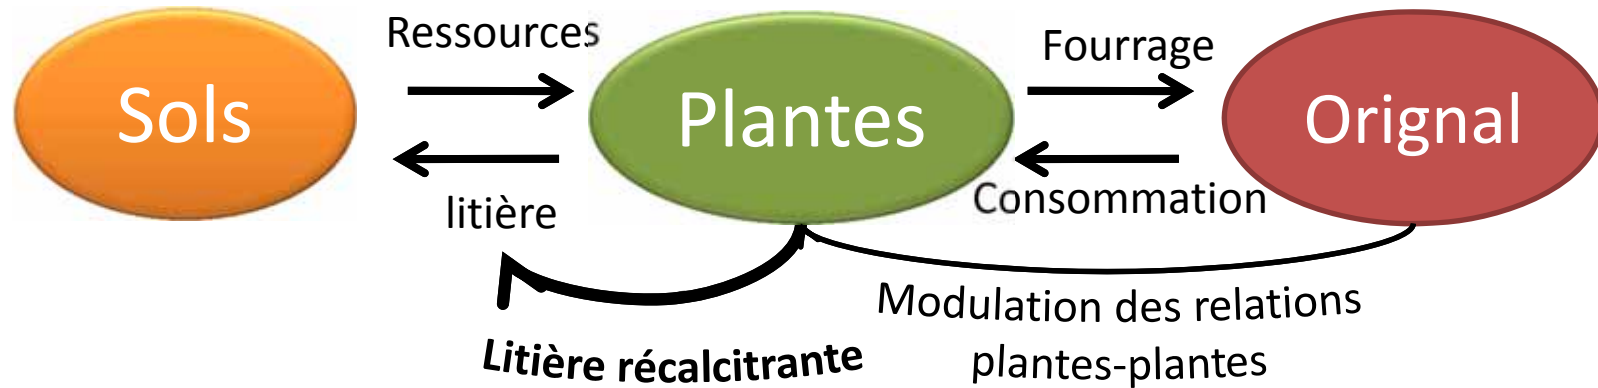 Ressources
Fourrage
Sols
Plantes
Orignal
litière
Consommation
Modulation des relations
plantes-plantes
Litière récalcitrante